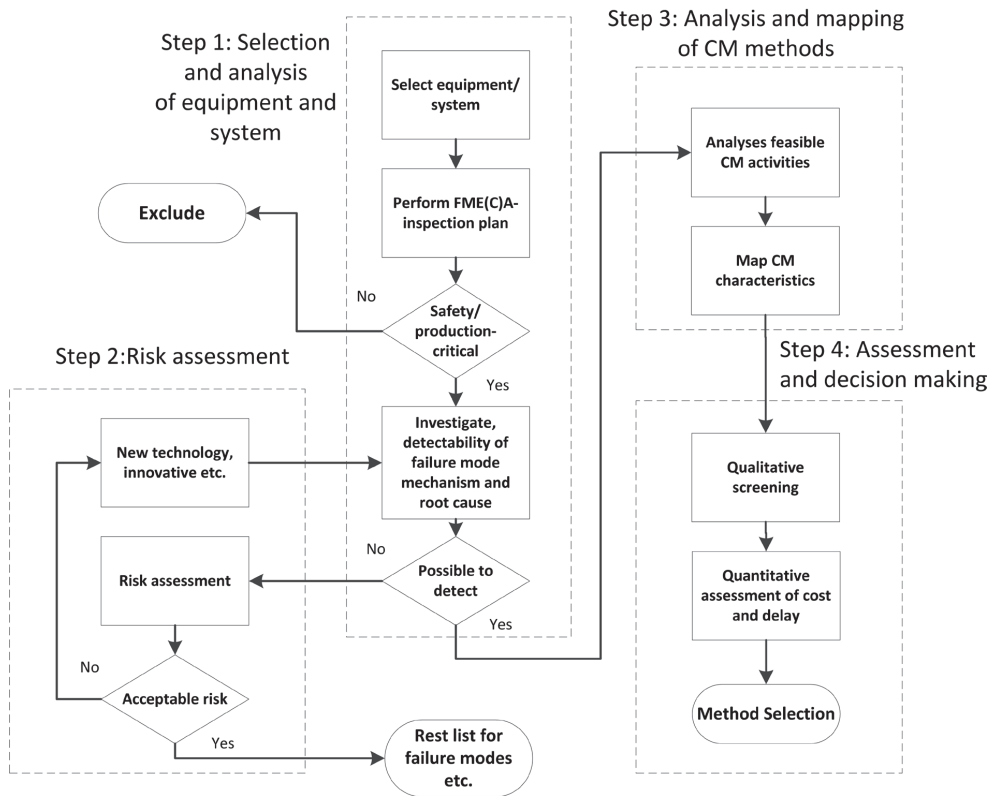 Step 1: Selection
and analysis
of equipment and
system
Select equipment/
system
Perform FME(C)A-
inspection plan
Exclude
No
Safety/
production-
critical
Yes
Investigate,
detectability of
failure mode
mechanism and
root cause
No
Possible to
detect
Yes
Step 2:Risk assessment
New technology,
innovative etc.
Risk assessment
No
Acceptable risk
Yes
Rest list for
failure modes
etc.
Step 3: Analysis and mapping
of CM methods
Analyses feasible
CM activities
Map CM
characteristics
Step 4: Assessment
and decision making
Qualitative
screening
Quantitative
assessment of cost
and delay
Method Selection